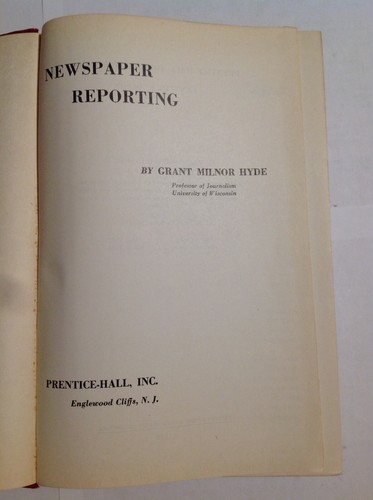 NEWSPAPER
REPORTING
BY GRANT MILNOR HYDE
Professor of Journalism
University of Wisconsin
PRENTICE-HALL, INC.
Englewood Cliffs, N. J.